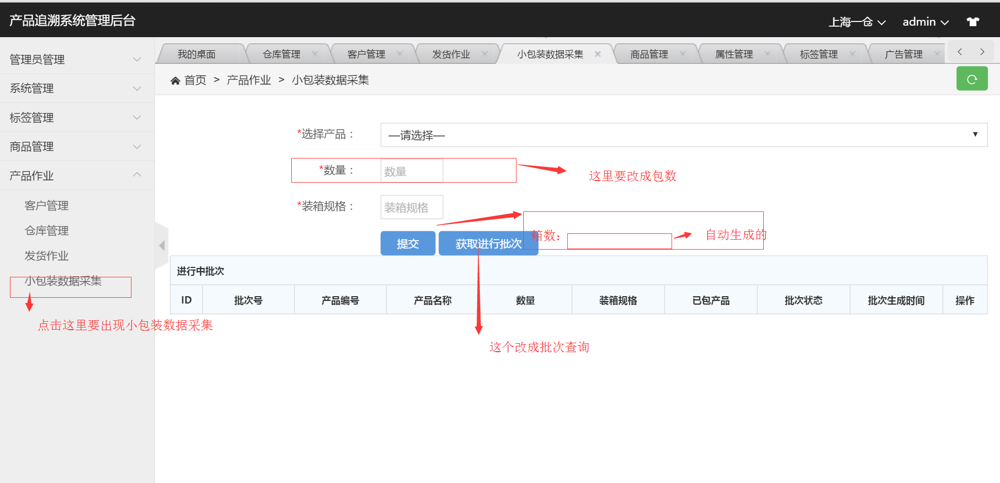 产品追溯系统管理后台
上海一仓 admin
管理员管理
系统管理
标签管理
商品管理
产品作业
客户管理
仓库管理
发货作业
小包装数据采集
点击这里要出现小包装数据采集
我的桌面 仓库管理 客户管理 发货作业 小包装数据采集 商品管理 属性管理 标签管理 广告管理
首页 > 产品作业 > 小包装数据采集
*选择产品： —请选择—
*数量： 数量
这里要改成包数
*装箱规格： 装箱规格
箱数： 自动生成的
提交 获取进行批次
进行中批次
ID 批次号 产品编号 产品名称 数量 装箱规格 已包产品 批次状态 批次生成时间 操作
这个改成批次查询